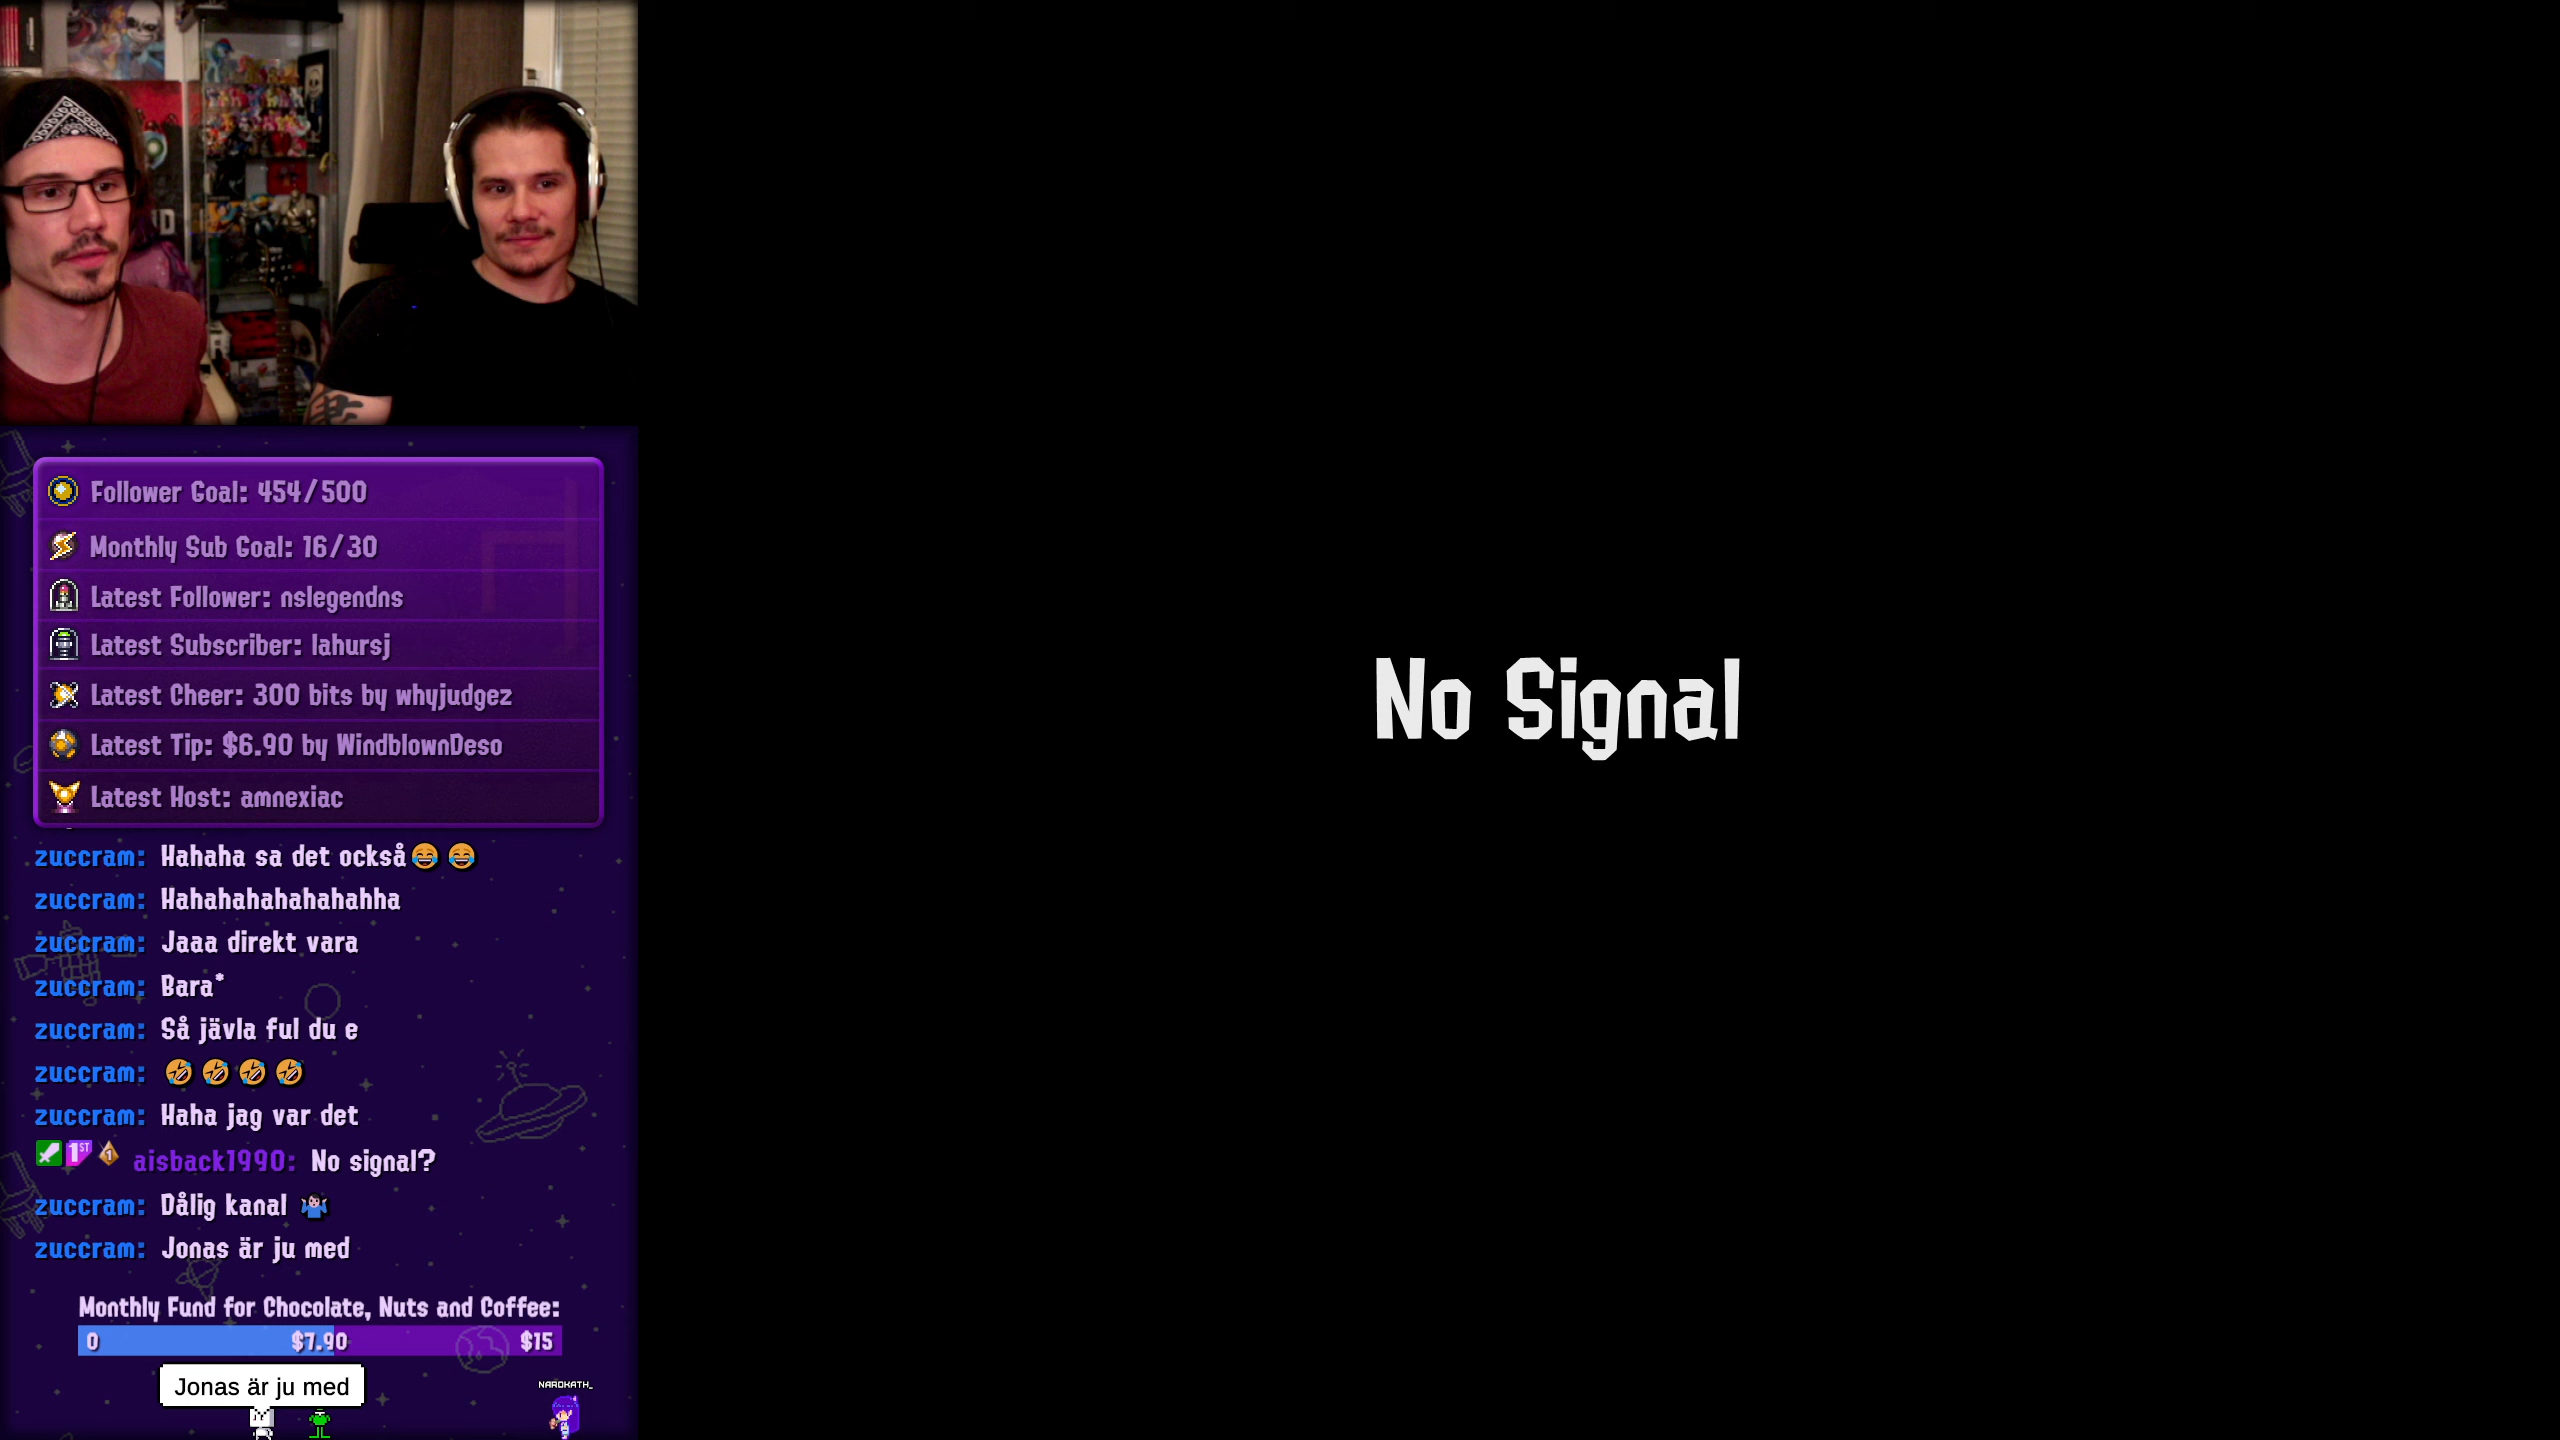 Follower Goal: 454/500
Monthly Sub Goal: 16/30
Latest Follower: nslegendns
Latest Subscriber: lahursj
Latest Cheer: 300 bits by whyjudgez
Latest Tip: $6.90 by WindblownDeso
Latest Host: amnexiac
zuccram: Hahaha sa det också😂 😂
zuccram: Hahahahahahahahha
zuccram: Jaaa direkt vara
zuccram: Bara*
zuccram: Så jävla ful du e
zuccram: 🤣 🤣 🤣 🤣
zuccram: Haha jag var det
1ST 1 aisback1990: No signal?
zuccram: Dålig kanal 🤷
zuccram: Jonas är ju med
Monthly Fund for Chocolate, Nuts and Coffee:
0 $7.90 $15
Jonas är ju med
NAROKATH_
No Signal